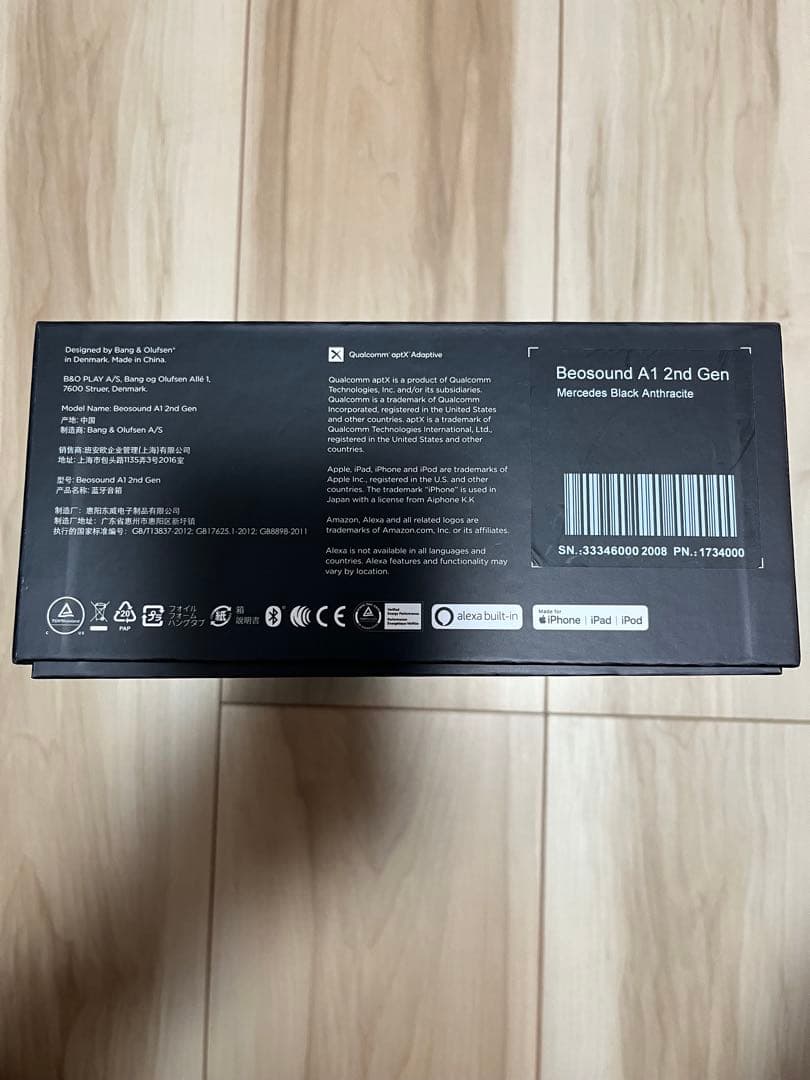 Designed by Bang & Olufsen®
in Denmark. Made in China.
B&O PLAY A/S, Bang og Olufsen Allé 1,
7600 Struer, Denmark.
Model Name: Beosound A1 2nd Gen
产地: 中国
制造商: Bang & Olufsen A/S
销售商: 班安欧企业管理(上海)有限公司
地址: 上海市包头路1135弄3号2016室
型号: Beosound A1 2nd Gen
产品名称: 蓝牙音箱
制造厂: 惠阳东威电子制品有限公司
制造厂地址: 广东省惠州市惠阳区新圩镇
执行的国家标准编号: GB/T13837-2012; GB17625.1-2012; GB8898-2011
Qualcomm® aptX™ Adaptive
Qualcomm aptX is a product of Qualcomm
Technologies, Inc. and/or its subsidiaries.
Qualcomm is a trademark of Qualcomm
Incorporated, registered in the United States
and other countries. aptX is a trademark of
Qualcomm Technologies International, Ltd.,
registered in the United States and other
countries.
Apple, iPad, iPhone and iPod are trademarks of
Apple Inc., registered in the U.S. and other
countries. The trademark “iPhone” is used in
Japan with a license from Aiphone K.K
Amazon, Alexa and all related logos are
trademarks of Amazon.com, Inc. or its affiliates.
Alexa is not available in all languages and
countries. Alexa features and functionality may
vary by location.
Beosound A1 2nd Gen
Mercedes Black Anthracite
SN.:33346000 2008 PN.: 1734000
C US
20
PAP
プラ
フォイル
フォーム
ハングタブ
紙
箱
説明書
CE
Verified
Energy Performance
Performance
Énergétique Vérifiée
alexa built-in
Made for
iPhone | iPad | iPod